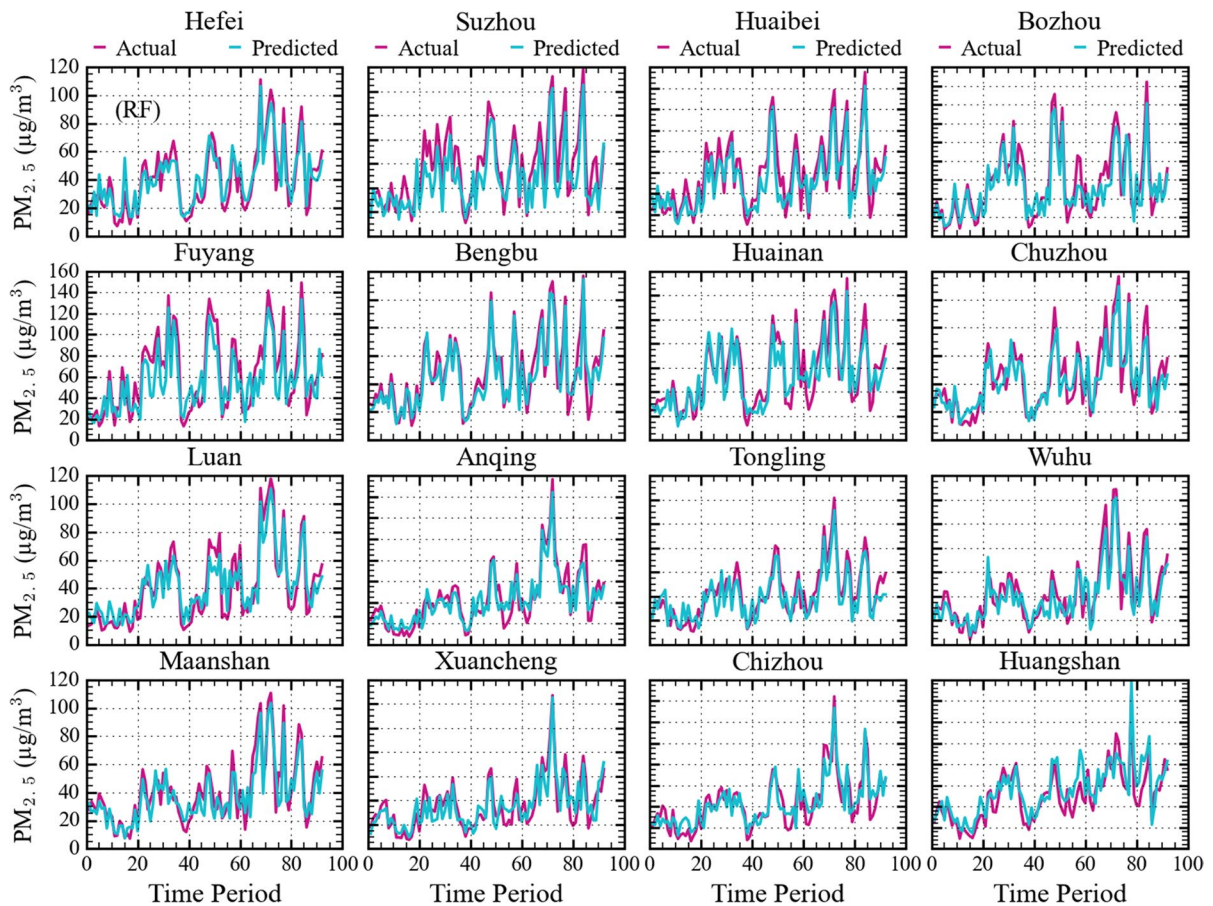 Hefei Suzhou Huaibei Bozhou
Actual Predicted Actual Predicted Actual Predicted Actual Predicted
120
100
(RF)
80
60
40
20
0
PM2.5 (μg/m³)
Fuyang Bengbu Huainan Chuzhou
160
140
120
100
80
60
40
20
0
PM2.5 (μg/m³)
Luan Anqing Tongling Wuhu
120
100
80
60
40
20
0
PM2.5 (μg/m³)
Maanshan Xuancheng Chizhou Huangshan
120
100
80
60
40
20
0
PM2.5 (μg/m³)
0 20 40 60 80 100 0 20 40 60 80 100 0 20 40 60 80 100 0 20 40 60 80 100
Time Period Time Period Time Period Time Period